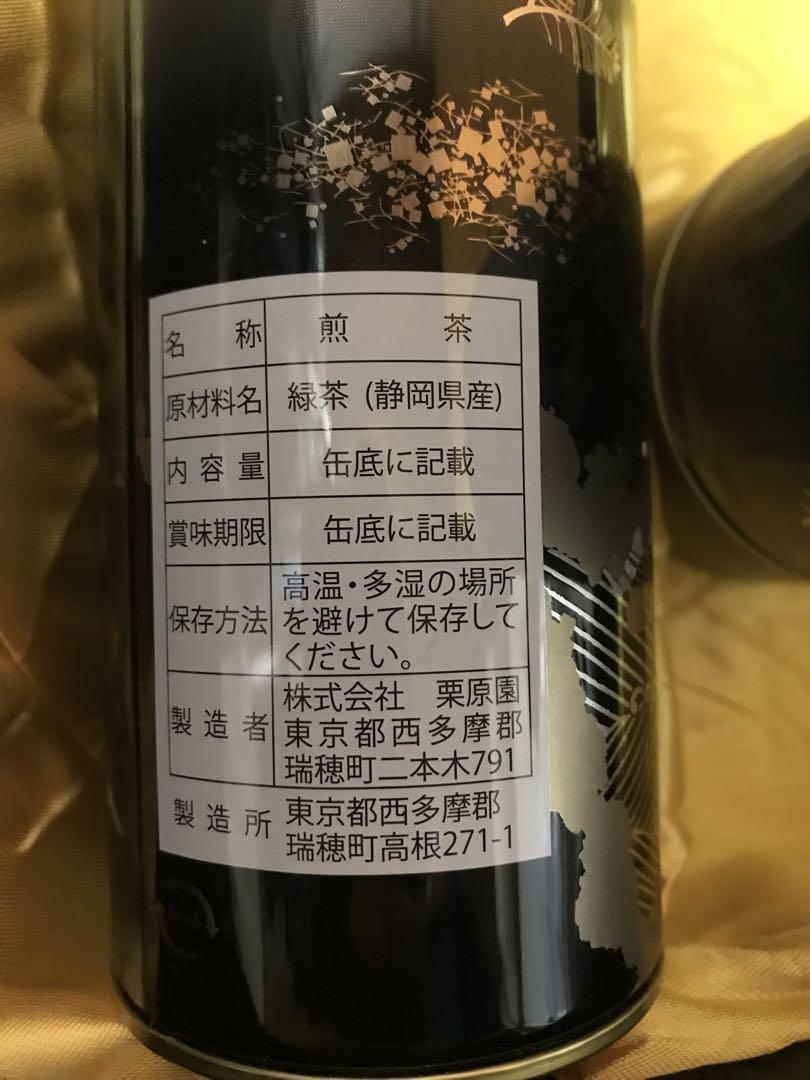 名 称 煎 茶
原材料名 緑茶 (静岡県産)
内 容 量 缶底に記載
賞味期限 缶底に記載
保存方法 高温・多湿の場所
を避けて保存して
ください。
製 造 者 株式会社 栗原園
東京都西多摩郡
瑞穂町二本木791
製 造 所 東京都西多摩郡
瑞穂町高根271-1